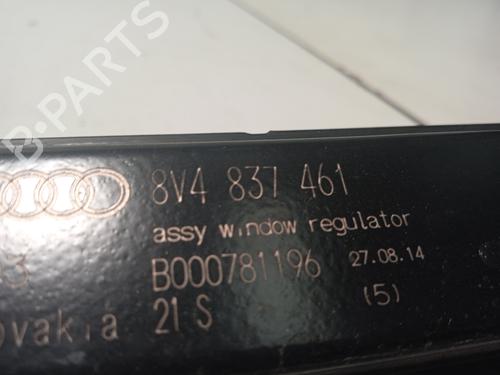 8V4 837 461
assy window regulator
B000781196 27.08.14
21 S (5)
B-PARTS